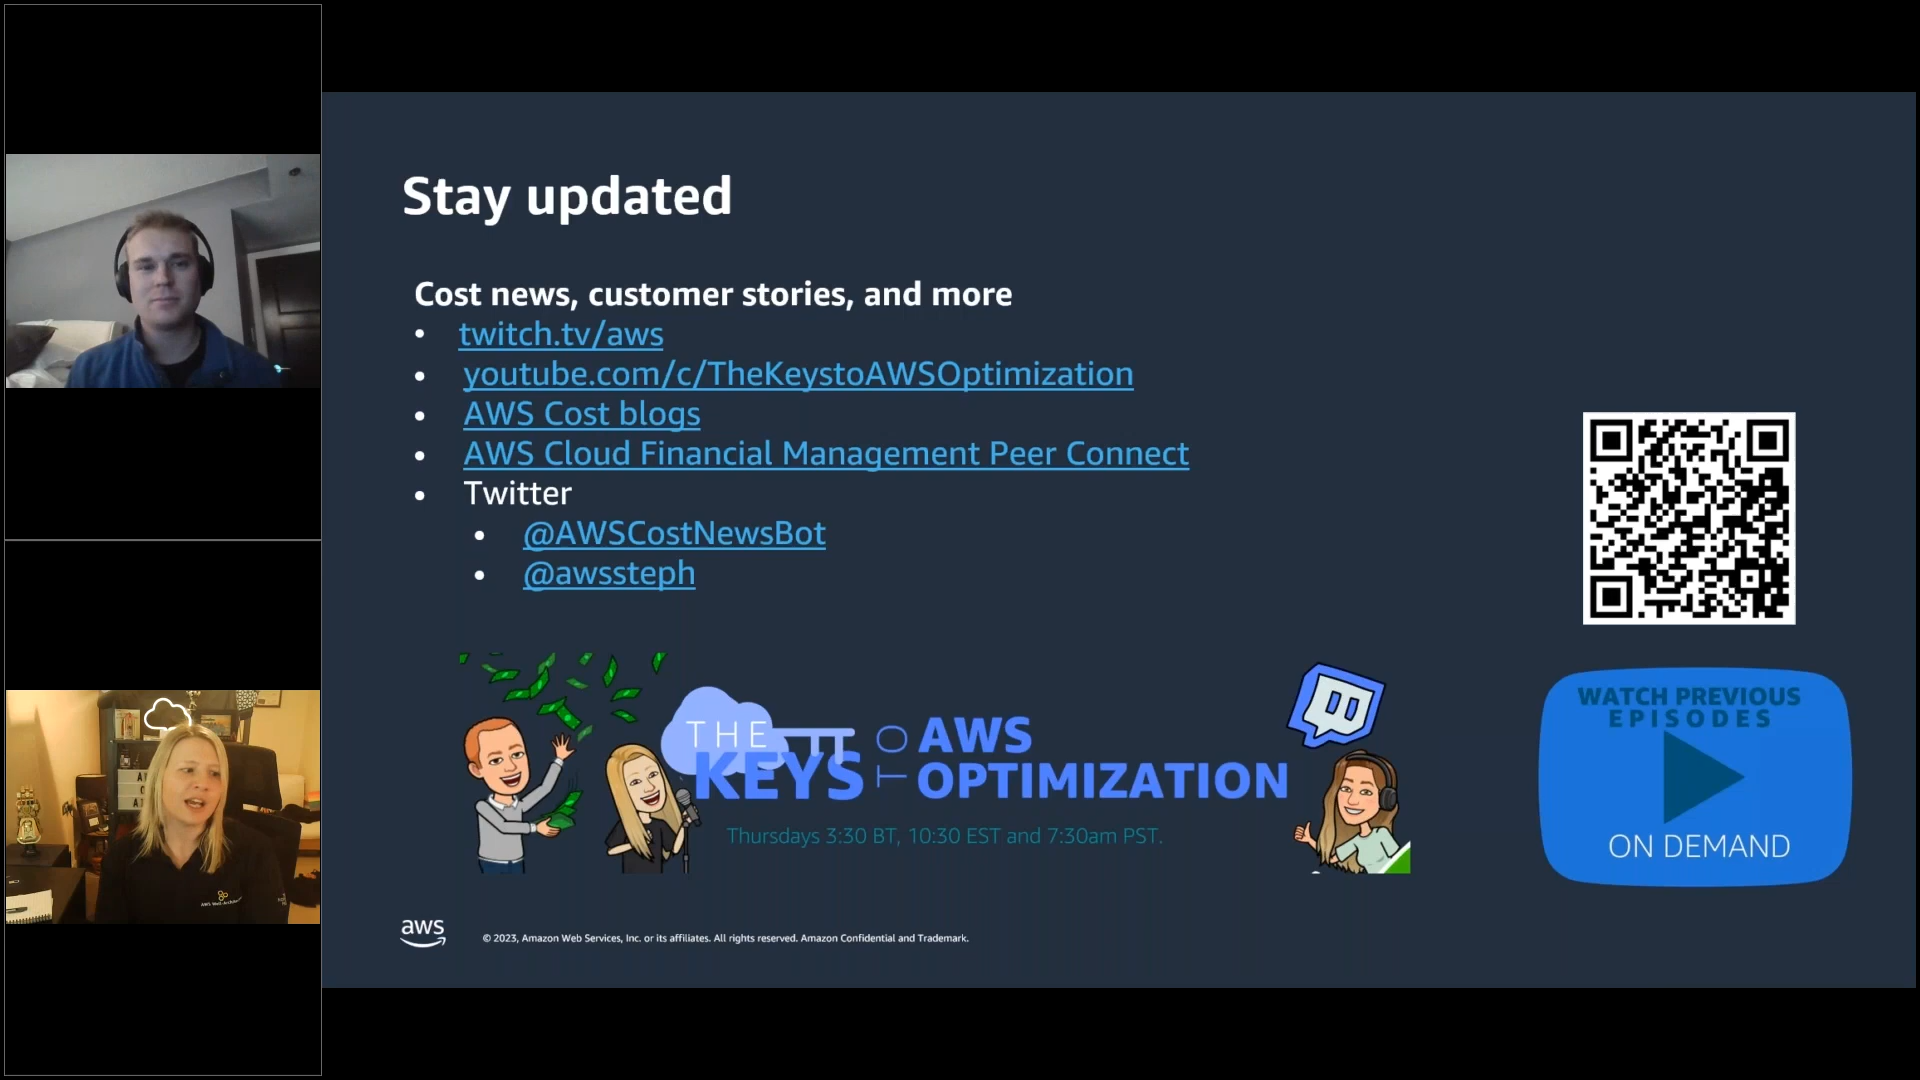 Stay updated
Cost news, customer stories, and more
• twitch.tv/aws
• youtube.com/c/TheKeystoAWSOptimization
• AWS Cost blogs
• AWS Cloud Financial Management Peer Connect
• Twitter
• @AWSCostNewsBot
• @awssteph
THE KEYS TO AWS OPTIMIZATION
Thursdays 3:30 BT, 10:30 EST and 7:30am PST.
WATCH PREVIOUS
EPISODES
ON DEMAND
aws
© 2023, Amazon Web Services, Inc. or its affiliates. All rights reserved. Amazon Confidential and Trademark.